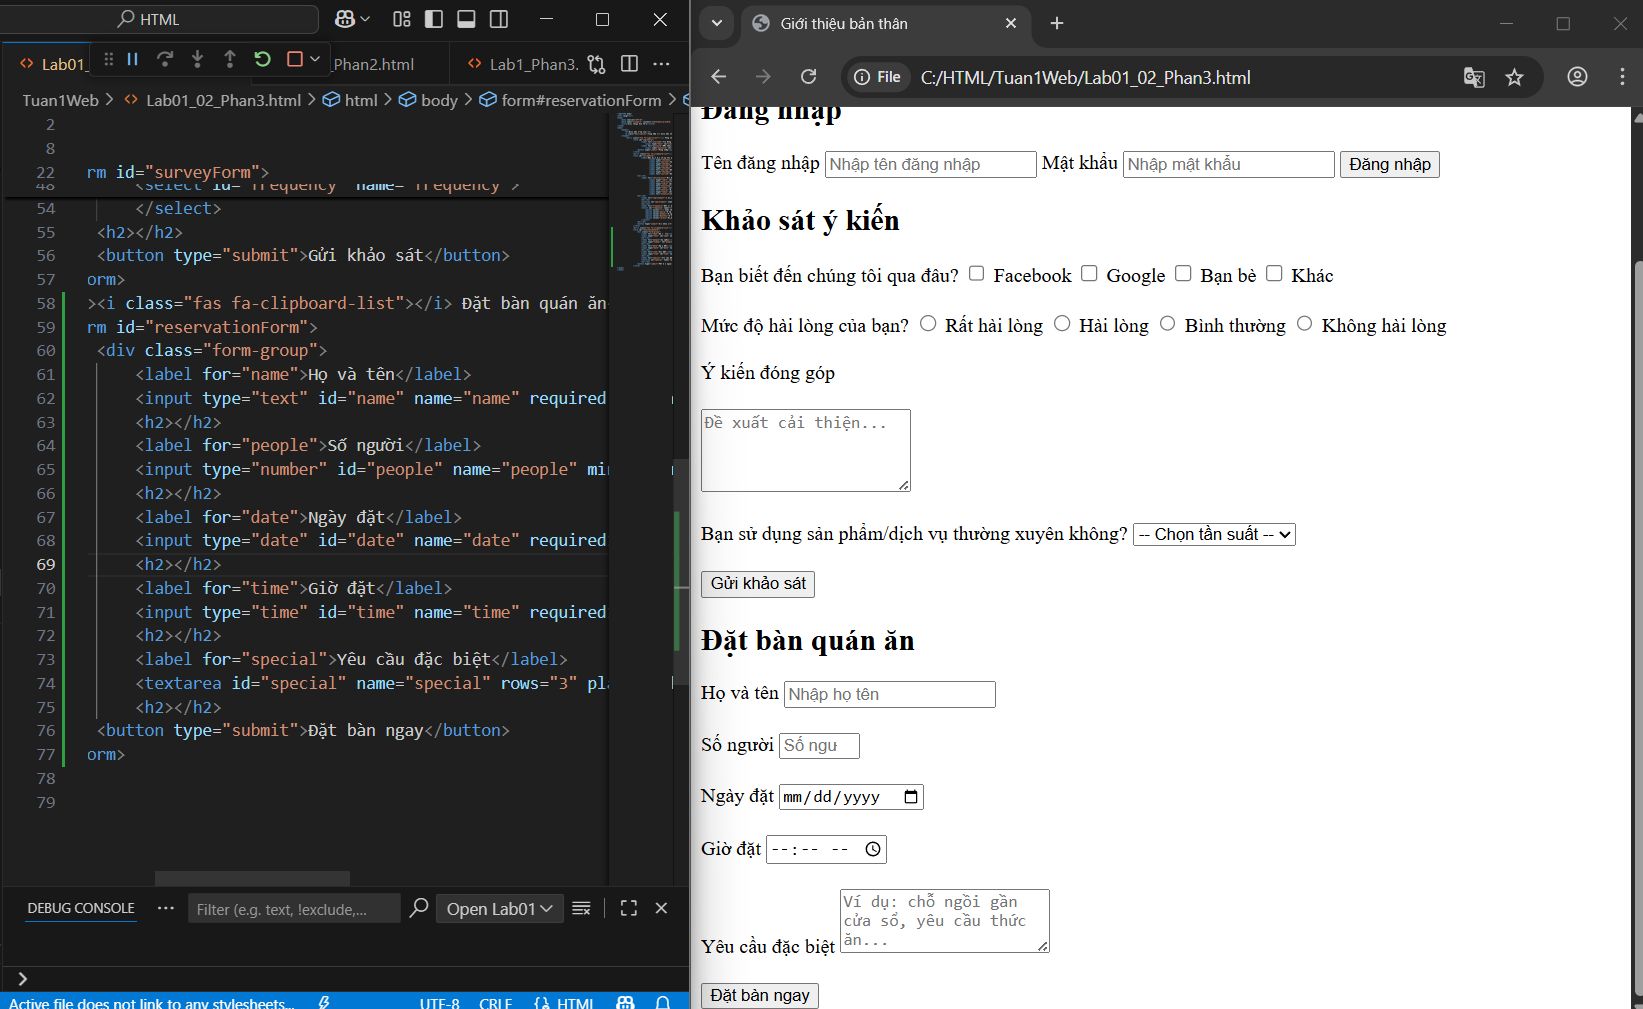 HTML
Lab01_
_Phan2.html
Lab1_Phan3.
Tuan1Web > Lab01_02_Phan3.html > html > body > form#reservationForm >
2
8
22 rm id="surveyForm">
48 <select id="frequency" name="frequency">
54 </select>
55 <h2></h2>
56 <button type="submit">Gửi khảo sát</button>
57 orm>
58 ><i class="fas fa-clipboard-list"></i> Đặt bàn quán ăn
59 rm id="reservationForm">
60 <div class="form-group">
61 <label for="name">Họ và tên</label>
62 <input type="text" id="name" name="name" required
63 <h2></h2>
64 <label for="people">Số người</label>
65 <input type="number" id="people" name="people" min
66 <h2></h2>
67 <label for="date">Ngày đặt</label>
68 <input type="date" id="date" name="date" required
69 <h2></h2>
70 <label for="time">Giờ đặt</label>
71 <input type="time" id="time" name="time" required
72 <h2></h2>
73 <label for="special">Yêu cầu đặc biệt</label>
74 <textarea id="special" name="special" rows="3" pla
75 <h2></h2>
76 <button type="submit">Đặt bàn ngay</button>
77 orm>
78
79
DEBUG CONSOLE
Filter (e.g. text, !exclude,...
Open Lab01
Active file does not link to any stylesheets...
UTF-8 CRLF {} HTML
Giới thiệu bản thân
File C:/HTML/Tuan1Web/Lab01_02_Phan3.html
Đăng nhập
Tên đăng nhập Nhập tên đăng nhập Mật khẩu Nhập mật khẩu Đăng nhập
Khảo sát ý kiến
Bạn biết đến chúng tôi qua đâu? Facebook Google Bạn bè Khác
Mức độ hài lòng của bạn? Rất hài lòng Hài lòng Bình thường Không hài lòng
Ý kiến đóng góp
Đề xuất cải thiện...
Bạn sử dụng sản phẩm/dịch vụ thường xuyên không? -- Chọn tần suất --
Gửi khảo sát
Đặt bàn quán ăn
Họ và tên Nhập họ tên
Số người Số ngư
Ngày đặt mm/dd/yyyy
Giờ đặt --:-- --
Ví dụ: chỗ ngồi gần
cửa sổ, yêu cầu thức
ăn...
Yêu cầu đặc biệt
Đặt bàn ngay